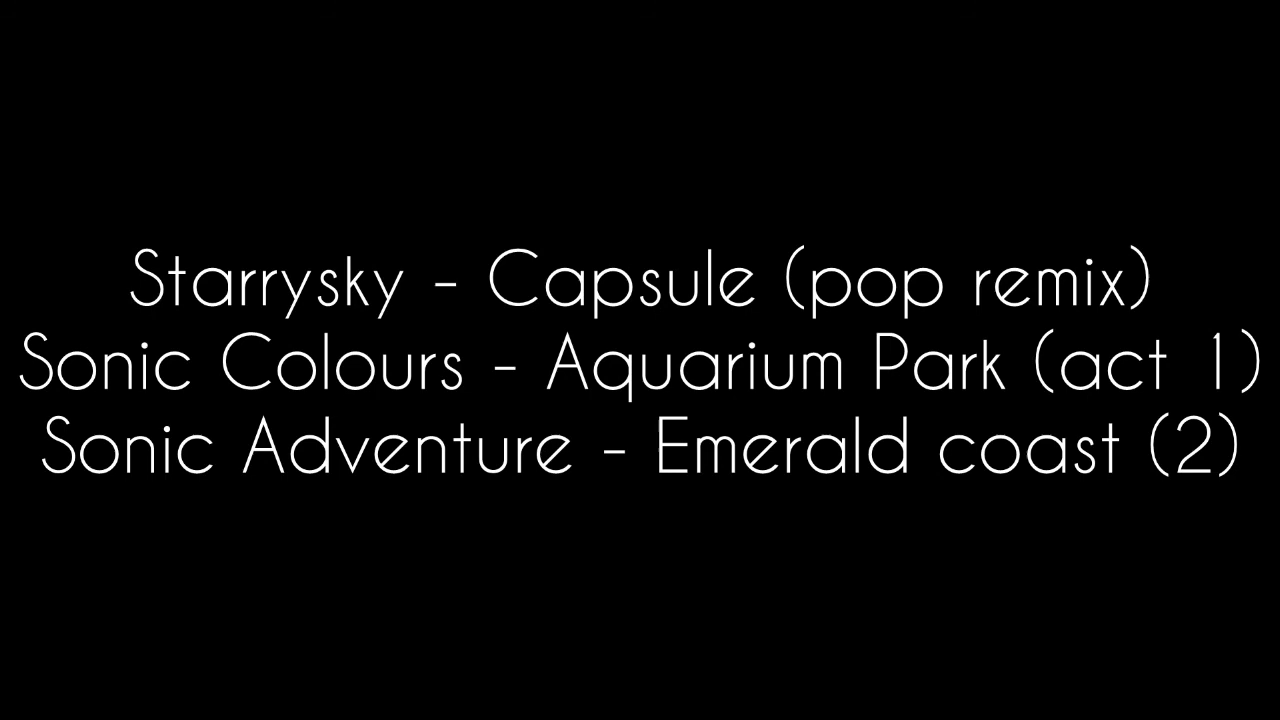 Starrysky - Capsule (pop remix)
Sonic Colours - Aquarium Park (act 1)
Sonic Adventure - Emerald coast (2)